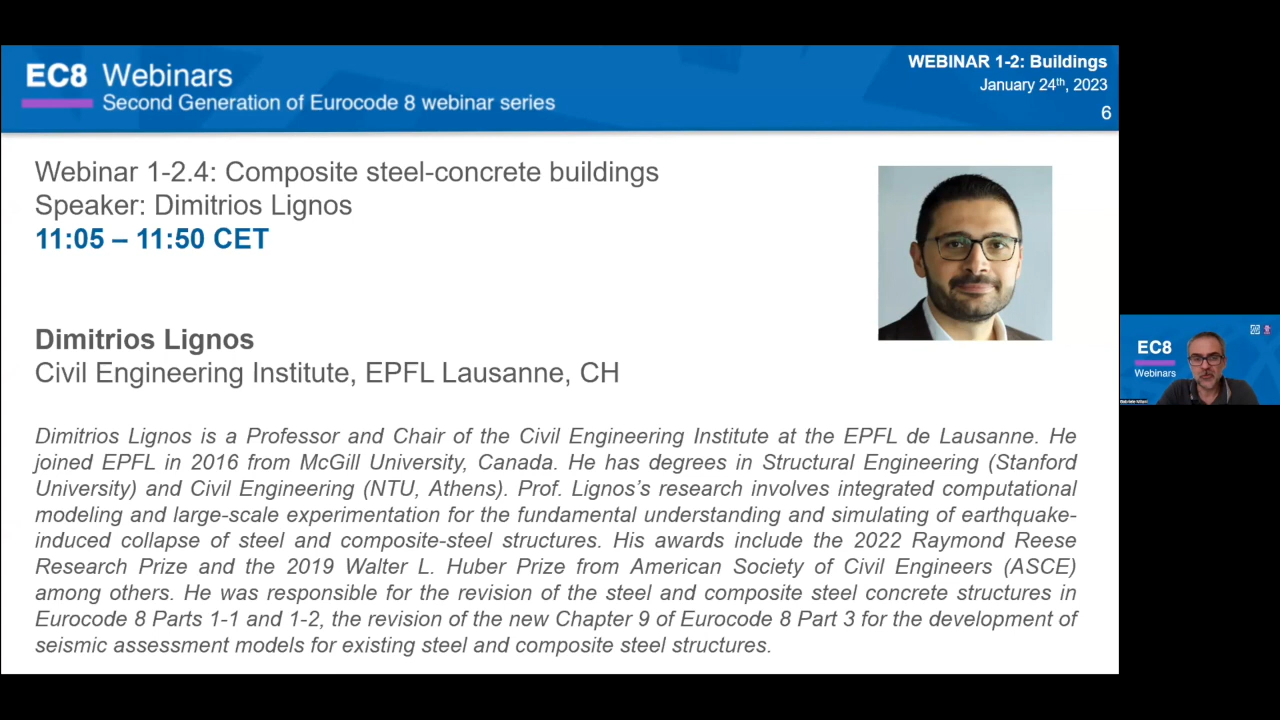 EC8 Webinars
Second Generation of Eurocode 8 webinar series
WEBINAR 1-2: Buildings
January 24th, 2023
6
Webinar 1-2.4: Composite steel-concrete buildings
Speaker: Dimitrios Lignos
11:05 – 11:50 CET
Dimitrios Lignos
Civil Engineering Institute, EPFL Lausanne, CH
Dimitrios Lignos is a Professor and Chair of the Civil Engineering Institute at the EPFL de Lausanne. He
joined EPFL in 2016 from McGill University, Canada. He has degrees in Structural Engineering (Stanford
University) and Civil Engineering (NTU, Athens). Prof. Lignos's research involves integrated computational
modeling and large-scale experimentation for the fundamental understanding and simulating of earthquake-
induced collapse of steel and composite-steel structures. His awards include the 2022 Raymond Reese
Research Prize and the 2019 Walter L. Huber Prize from American Society of Civil Engineers (ASCE)
among others. He was responsible for the revision of the steel and composite steel concrete structures in
Eurocode 8 Parts 1-1 and 1-2, the revision of the new Chapter 9 of Eurocode 8 Part 3 for the development of
seismic assessment models for existing steel and composite steel structures.
EC8
Webinars